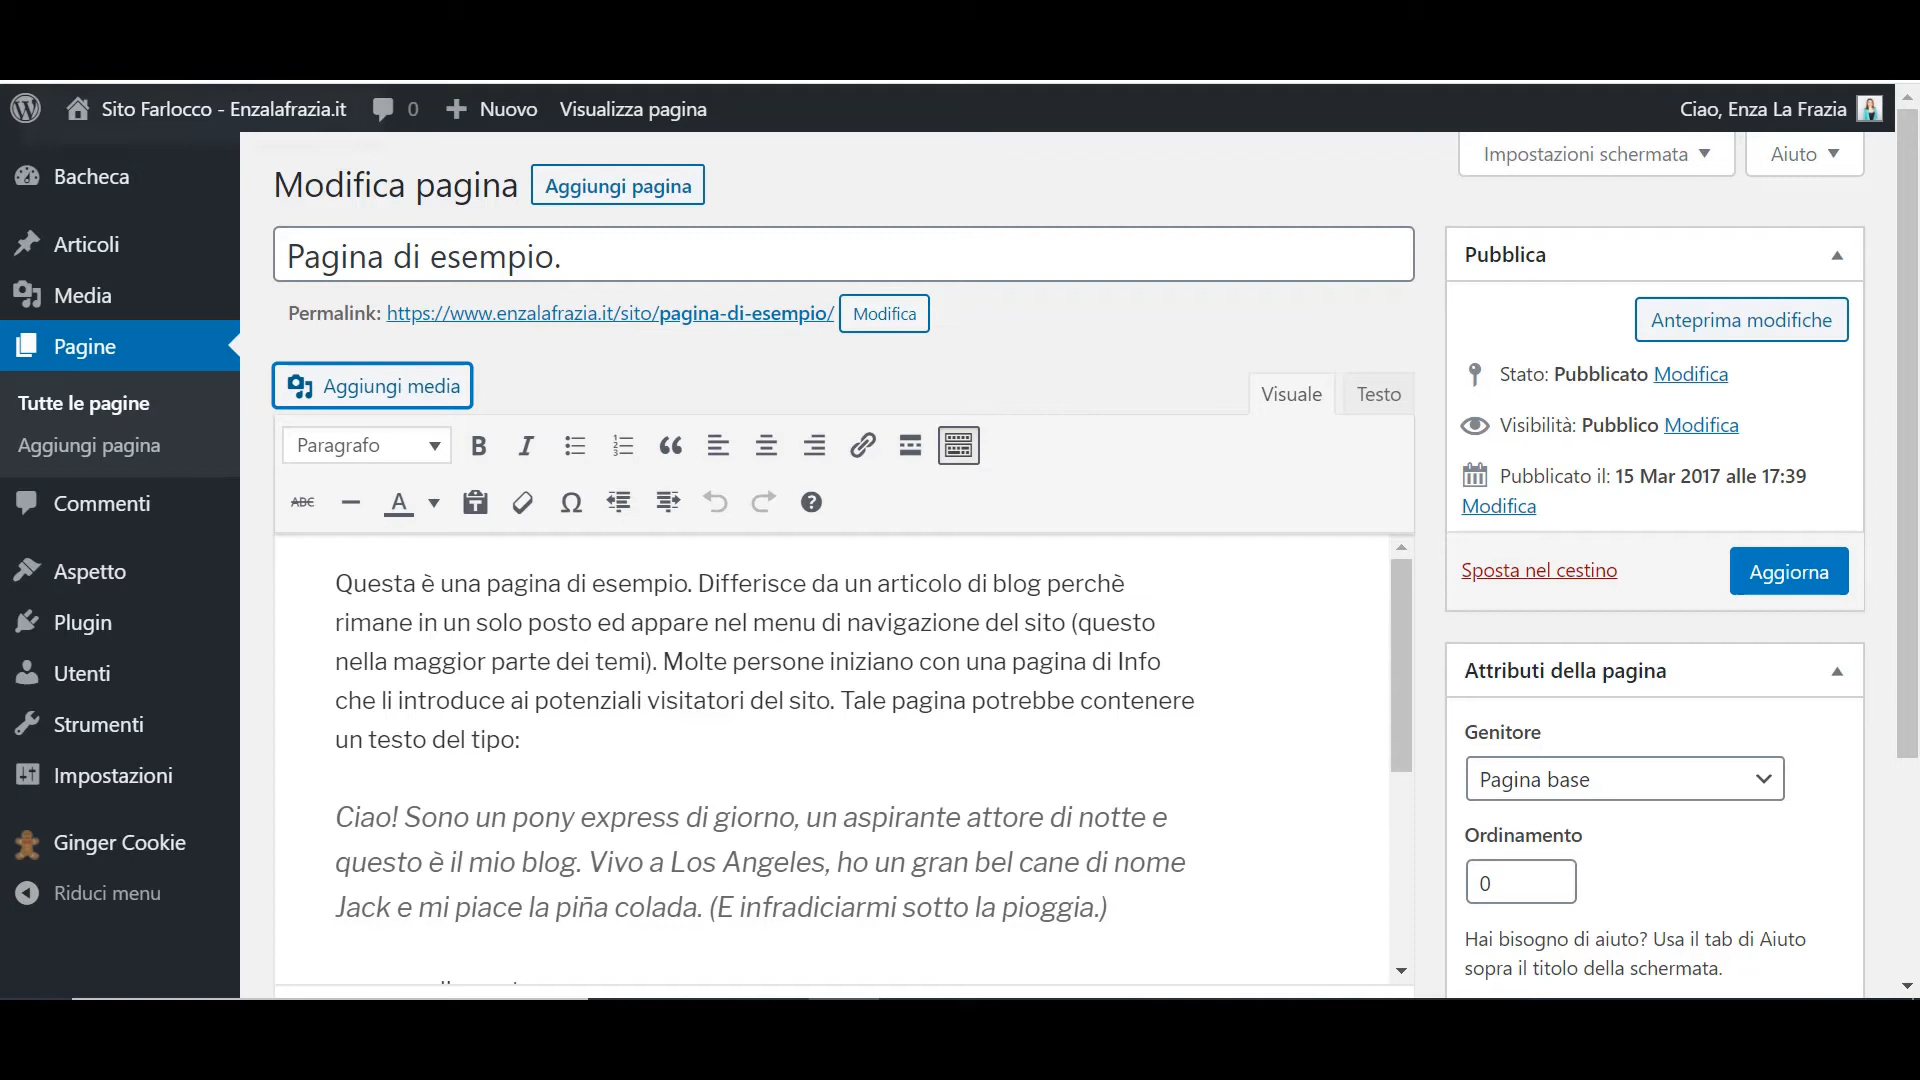 Sito Farlocco - Enzalafrazia.it 0 Nuovo Visualizza pagina Ciao, Enza La Frazia
Impostazioni schermata Aiuto
Bacheca
Articoli
Media
Pagine
Tutte le pagine
Aggiungi pagina
Commenti
Aspetto
Plugin
Utenti
Strumenti
Impostazioni
Ginger Cookie
Riduci menu
Modifica pagina Aggiungi pagina
Pagina di esempio.
Permalink: https://www.enzalafrazia.it/sito/pagina-di-esempio/ Modifica
Aggiungi media
Visuale Testo
Paragrafo B I
ABC A Ω
Questa è una pagina di esempio. Differisce da un articolo di blog perchè
rimane in un solo posto ed appare nel menu di navigazione del sito (questo
nella maggior parte dei temi). Molte persone iniziano con una pagina di Info
che li introduce ai potenziali visitatori del sito. Tale pagina potrebbe contenere
un testo del tipo:
Ciao! Sono un pony express di giorno, un aspirante attore di notte e
questo è il mio blog. Vivo a Los Angeles, ho un gran bel cane di nome
Jack e mi piace la piña colada. (E infradiciarmi sotto la pioggia.)
Pubblica
Anteprima modifiche
Stato: Pubblicato Modifica
Visibilità: Pubblico Modifica
Pubblicato il: 15 Mar 2017 alle 17:39
Modifica
Sposta nel cestino Aggiorna
Attributi della pagina
Genitore
Pagina base
Ordinamento
0
Hai bisogno di aiuto? Usa il tab di Aiuto
sopra il titolo della schermata.